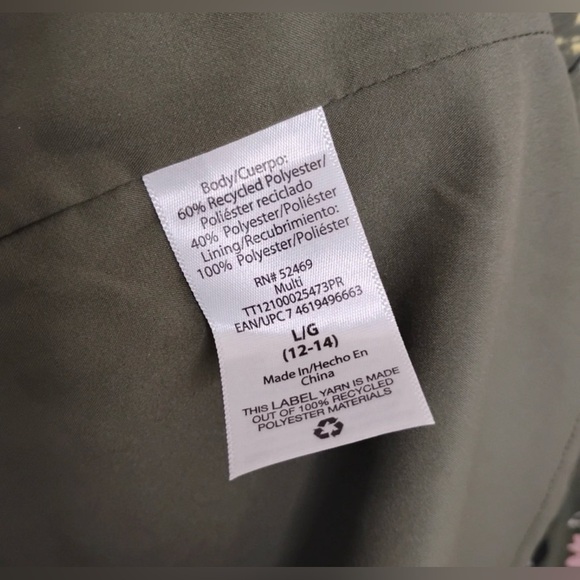 Body/Cuerpo:
60% Recycled Polyester/
Poliéster reciclado
40% Polyester/Poliéster
Lining/Recubrimiento:
100% Polyester/Poliéster
RN# 52469
Multi
TT12100025473PR
EAN/UPC 7 4619496663
L/G
(12-14)
Made In/Hecho En
China
THIS LABEL YARN IS MADE
OUT OF 100% RECYCLED
POLYESTER MATERIALS